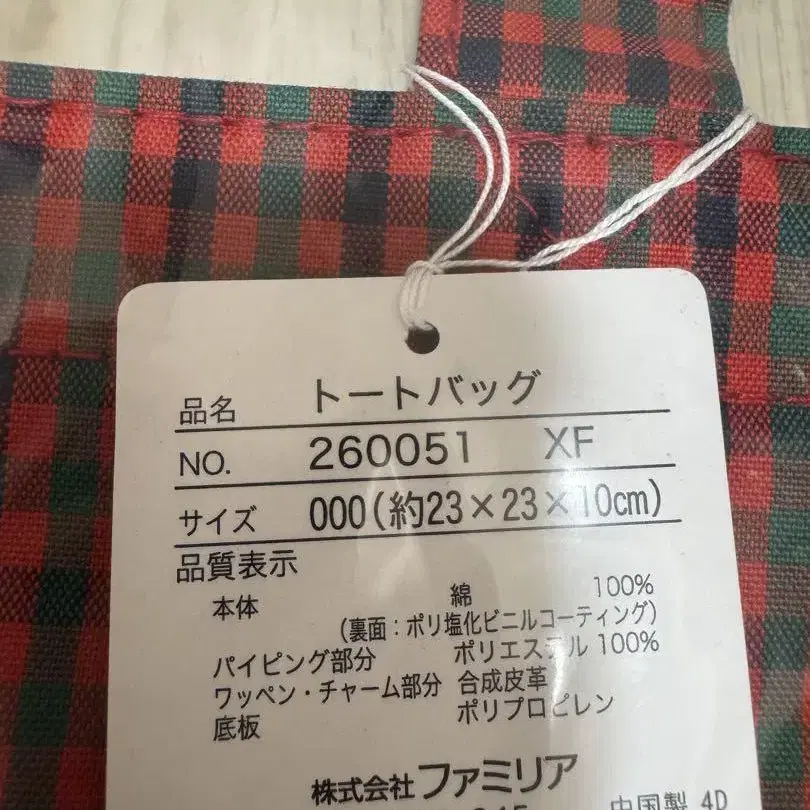 品名 トートバッグ
NO. 260051 XF
サイズ 000(約23×23×10cm)
品質表示
本体 綿 100%
(裏面：ポリ塩化ビニルコーティング)
パイピング部分 ポリエステル 100%
ワッペン・チャーム部分 合成皮革
底板 ポリプロピレン
株式会社 ファミリア
中国製 4D